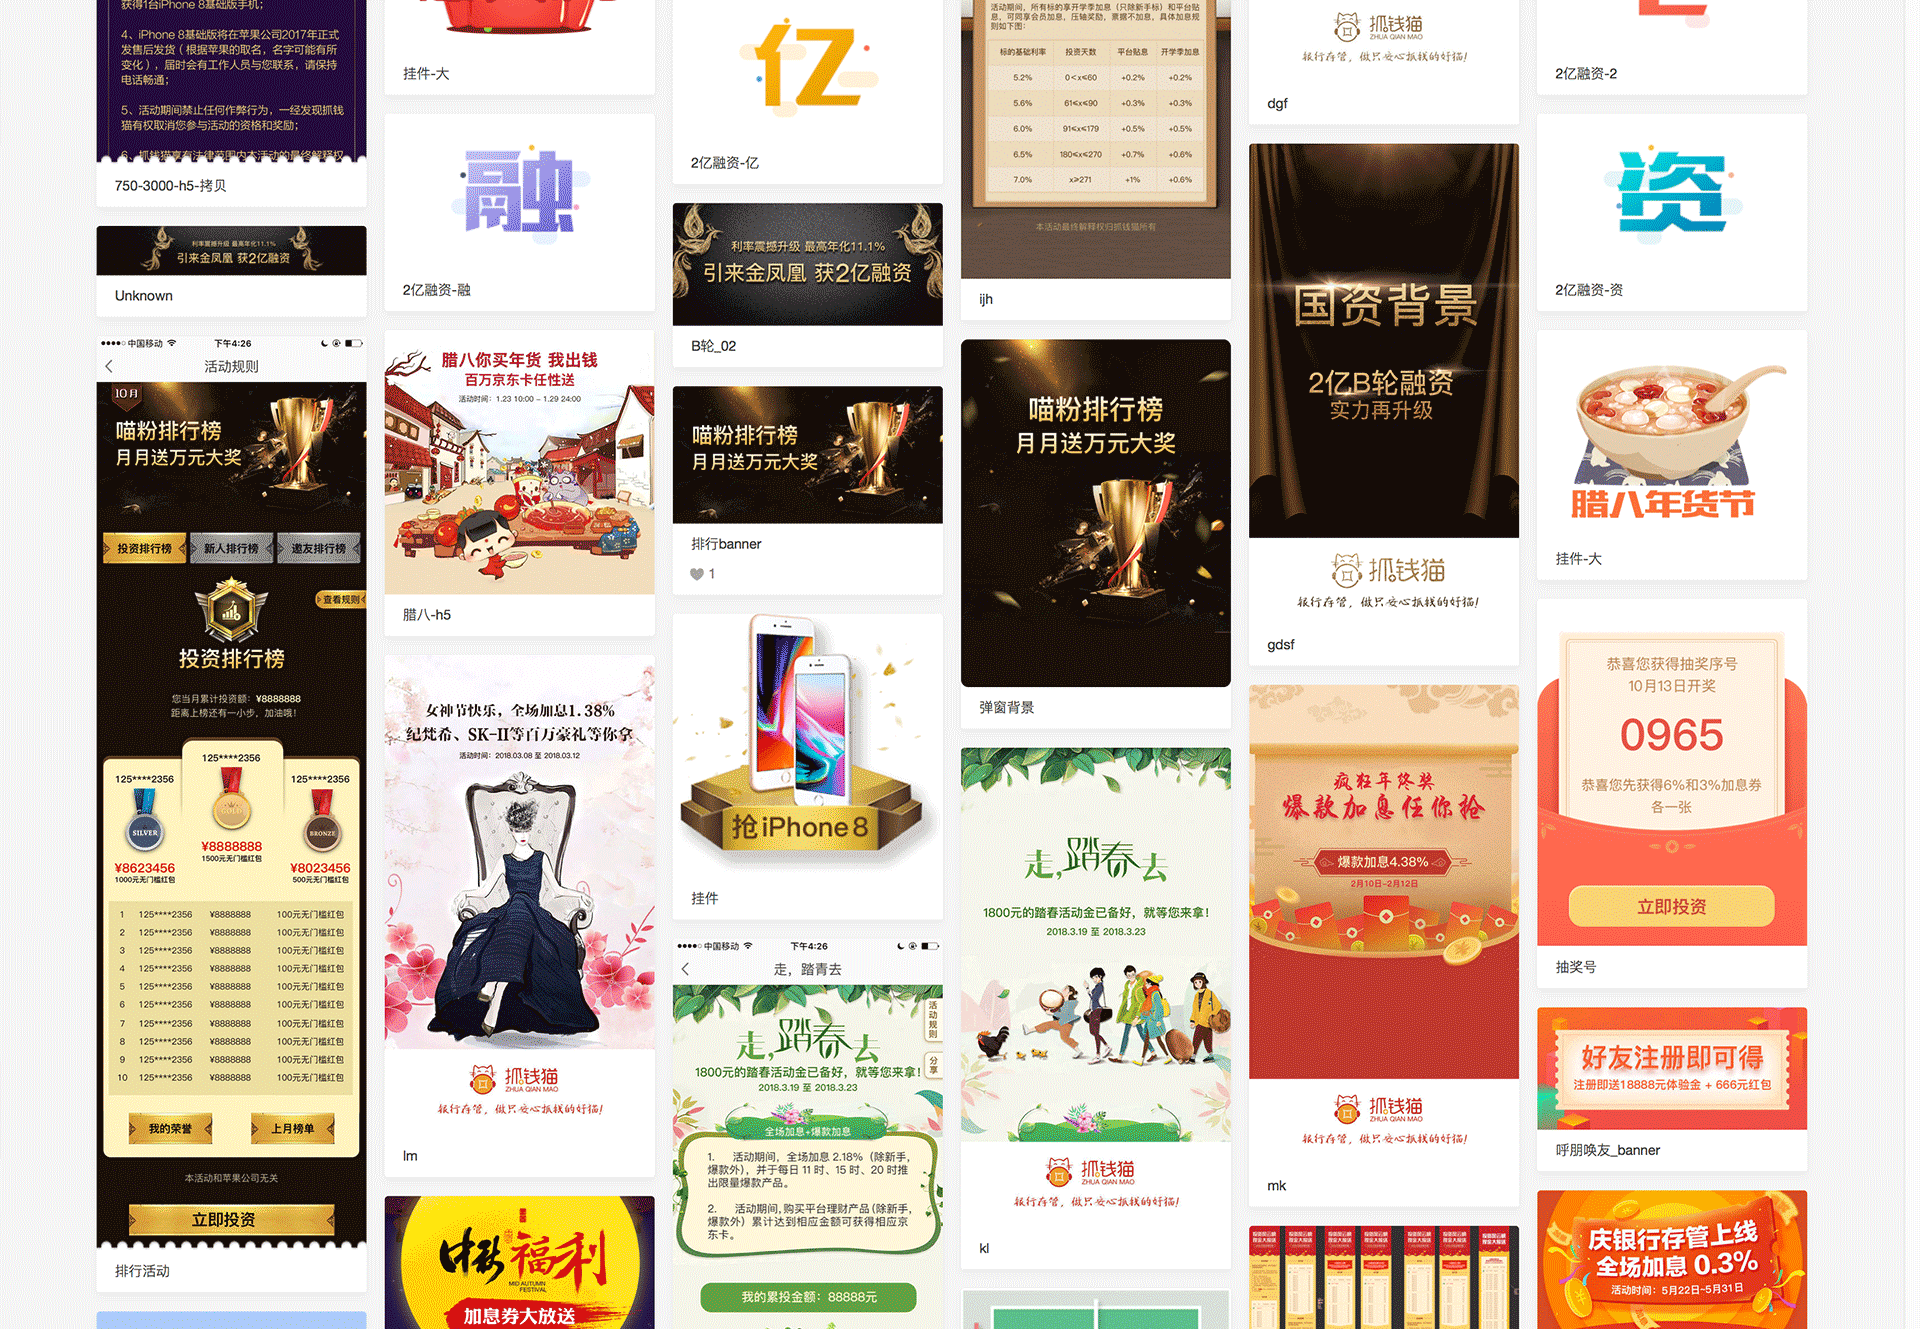 获得1台iPhone 8基础版手机；
4、iPhone 8基础版将在苹果公司2017年正式
发售后发货（根据苹果的取名，名字可能有所
变化），届时会有工作人员与您联系，请保持
电话畅通；
5、活动期间禁止任何作弊行为，一经发现抓钱
猫有权取消您参与活动的资格和奖励；
6、抓钱猫享有法律范围内本活动的最终解释权
750-3000-h5-拷贝
利率震撼升级 最高年化11.1%
引来金凤凰 获2亿融资
Unknown
中国移动
下午4:26
活动规则
10月
喵粉排行榜
月月送万元大奖
投资排行榜
新人排行榜
邀友排行榜
查看规则
投资排行榜
您当月累计投资额：¥8888888
距离上榜还有一小步，加油哦！
125****2356
125****2356
125****2356
SILVER
GOLD
BRONZE
¥8888888
1500元无门槛红包
¥8623456
1000元无门槛红包
¥8023456
500元无门槛红包
1 125****2356 ¥8888888 100元无门槛红包
2 125****2356 ¥8888888 100元无门槛红包
3 125****2356 ¥8888888 100元无门槛红包
4 125****2356 ¥8888888 100元无门槛红包
5 125****2356 ¥8888888 100元无门槛红包
6 125****2356 ¥8888888 100元无门槛红包
7 125****2356 ¥8888888 100元无门槛红包
8 125****2356 ¥8888888 100元无门槛红包
9 125****2356 ¥8888888 100元无门槛红包
10 125****2356 ¥8888888 100元无门槛红包
我的荣誉
上月榜单
本活动和苹果公司无关
立即投资
排行活动
挂件-大
融
2亿融资-融
腊八你买年货 我出钱
百万京东卡任性送
活动时间：1.23 10:00 ~ 1.29 24:00
腊八-h5
女神节快乐，全场加息1.38%
纪梵希、SK-II等百万豪礼等你拿
活动时间：2018.03.08 至 2018.03.12
抓钱猫
ZHUA QIAN MAO
银行存管，做只安心抓钱的好猫！
lm
中秋福利
MID AUTUMN
FESTIVAL
加息券大放送
亿
2亿融资-亿
利率震撼升级 最高年化11.1%
引来金凤凰 获2亿融资
B轮_02
喵粉排行榜
月月送万元大奖
排行banner
1
抢iPhone8
挂件
中国移动
下午4:26
走，踏青去
活动规则
分享
走,踏春去
1800元的踏春活动金已备好，就等您来拿！
2018.3.19 至 2018.3.23
全场加息+爆款加息
1. 活动期间，全场加息 2.18%（除新手，
爆款外），并于每日 11 时、15 时、20 时推
出限量爆款产品。
2. 活动期间，购买平台理财产品（除新手，
爆款外）累计达到相应金额可获得相应京
东卡。
我的累投金额：88888元
活动期间，所有标的享开学季加息（只除新手标）和平台贴
息，可同享会员加息，压轴奖励，票据不加息，具体加息规
则如下图：
标的基础利率 投资天数 平台贴息 开学季加息
5.2% 0＜x≤60 +0.2% +0.2%
5.6% 61≤x≤90 +0.3% +0.3%
6.0% 91≤x≤179 +0.5% +0.5%
6.5% 180≤x≤270 +0.7% +0.6%
7.0% x≥271 +1% +0.6%
本活动最终解释权归抓钱猫所有
ijh
喵粉排行榜
月月送万元大奖
弹窗背景
走,踏春去
1800元的踏春活动金已备好，就等您来拿！
2018.3.19 至 2018.3.23
抓钱猫
ZHUA QIAN MAO
银行存管，做只安心抓钱的好猫！
kl
抓钱猫
ZHUA QIAN MAO
银行存管，做只安心抓钱的好猫！
dgf
国资背景
2亿B轮融资
实力再升级
抓钱猫
银行存管，做只安心抓钱的好猫！
gdsf
疯狂年终奖
爆款加息任你抢
爆款加息4.38%
2月10日-2月12日
抓钱猫
ZHUA QIAN MAO
银行存管，做只安心抓钱的好猫！
mk
2亿融资-2
资
2亿融资-资
腊八年货节
挂件-大
恭喜您获得抽奖序号
10月13日开奖
0965
恭喜您先获得6%和3%加息券
各一张
立即投资
抽奖号
好友注册即可得
注册即送18888元体验金 + 666元红包
呼朋唤友_banner
庆银行存管上线
全场加息 0.3%
活动时间：5月22日~5月31日